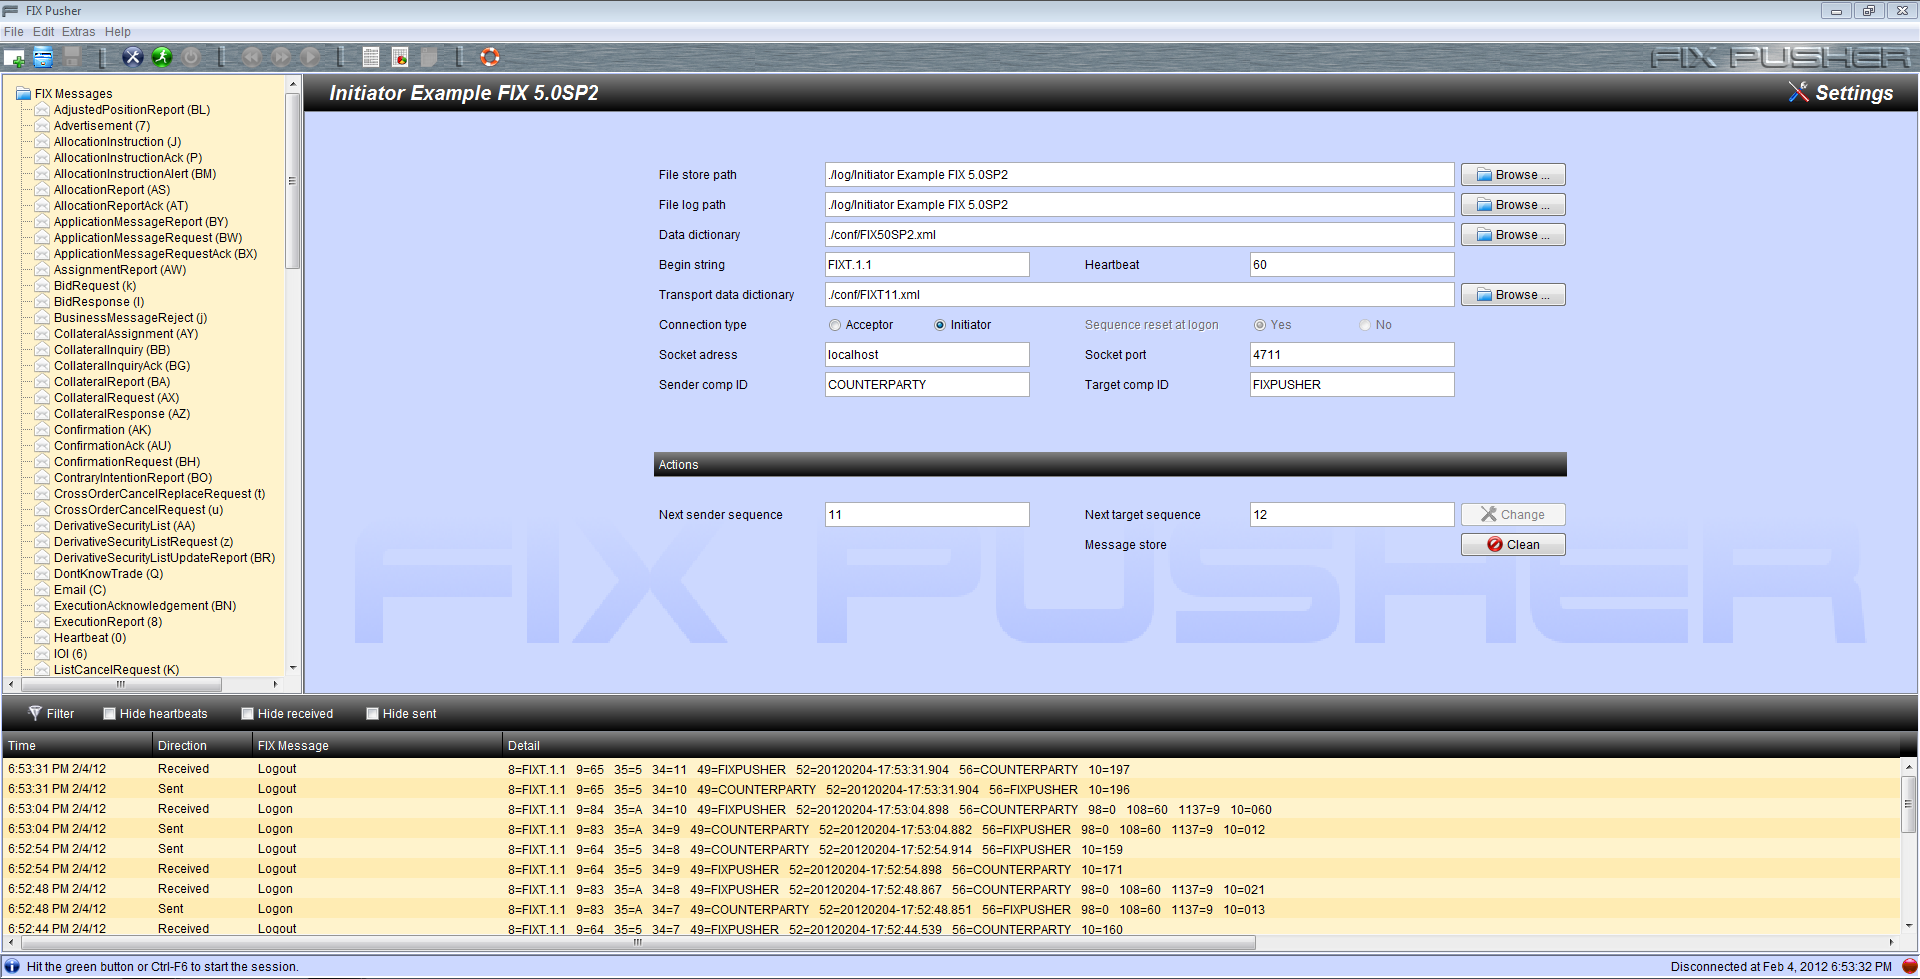 FIX Pusher
File Edit Extras Help
FIX PUSHER
FIX Messages
AdjustedPositionReport (BL)
Advertisement (7)
AllocationInstruction (J)
AllocationInstructionAck (P)
AllocationInstructionAlert (BM)
AllocationReport (AS)
AllocationReportAck (AT)
ApplicationMessageReport (BY)
ApplicationMessageRequest (BW)
ApplicationMessageRequestAck (BX)
AssignmentReport (AW)
BidRequest (k)
BidResponse (l)
BusinessMessageReject (j)
CollateralAssignment (AY)
CollateralInquiry (BB)
CollateralInquiryAck (BG)
CollateralReport (BA)
CollateralRequest (AX)
CollateralResponse (AZ)
Confirmation (AK)
ConfirmationAck (AU)
ConfirmationRequest (BH)
ContraryIntentionReport (BO)
CrossOrderCancelReplaceRequest (t)
CrossOrderCancelRequest (u)
DerivativeSecurityList (AA)
DerivativeSecurityListRequest (z)
DerivativeSecurityListUpdateReport (BR)
DontKnowTrade (Q)
Email (C)
ExecutionAcknowledgement (BN)
ExecutionReport (8)
Heartbeat (0)
IOI (6)
ListCancelRequest (K)
Initiator Example FIX 5.0SP2 Settings
File store path ./log/Initiator Example FIX 5.0SP2 Browse ...
File log path ./log/Initiator Example FIX 5.0SP2 Browse ...
Data dictionary ./conf/FIX50SP2.xml Browse ...
Begin string FIXT.1.1 Heartbeat 60
Transport data dictionary ./conf/FIXT11.xml Browse ...
Connection type Acceptor Initiator Sequence reset at logon Yes No
Socket adress localhost Socket port 4711
Sender comp ID COUNTERPARTY Target comp ID FIXPUSHER
Actions
Next sender sequence 11 Next target sequence 12 Change
Message store Clean
FIX PUSHER
Filter Hide heartbeats Hide received Hide sent
Time Direction FIX Message Detail
6:53:31 PM 2/4/12 Received Logout 8=FIXT.1.1 9=65 35=5 34=11 49=FIXPUSHER 52=20120204-17:53:31.904 56=COUNTERPARTY 10=197
6:53:31 PM 2/4/12 Sent Logout 8=FIXT.1.1 9=65 35=5 34=10 49=COUNTERPARTY 52=20120204-17:53:31.904 56=FIXPUSHER 10=196
6:53:04 PM 2/4/12 Received Logon 8=FIXT.1.1 9=84 35=A 34=10 49=FIXPUSHER 52=20120204-17:53:04.898 56=COUNTERPARTY 98=0 108=60 1137=9 10=060
6:53:04 PM 2/4/12 Sent Logon 8=FIXT.1.1 9=83 35=A 34=9 49=COUNTERPARTY 52=20120204-17:53:04.882 56=FIXPUSHER 98=0 108=60 1137=9 10=012
6:52:54 PM 2/4/12 Sent Logout 8=FIXT.1.1 9=64 35=5 34=8 49=COUNTERPARTY 52=20120204-17:52:54.914 56=FIXPUSHER 10=159
6:52:54 PM 2/4/12 Received Logout 8=FIXT.1.1 9=64 35=5 34=9 49=FIXPUSHER 52=20120204-17:52:54.898 56=COUNTERPARTY 10=171
6:52:48 PM 2/4/12 Received Logon 8=FIXT.1.1 9=83 35=A 34=8 49=FIXPUSHER 52=20120204-17:52:48.867 56=COUNTERPARTY 98=0 108=60 1137=9 10=021
6:52:48 PM 2/4/12 Sent Logon 8=FIXT.1.1 9=83 35=A 34=7 49=COUNTERPARTY 52=20120204-17:52:48.851 56=FIXPUSHER 98=0 108=60 1137=9 10=013
6:52:44 PM 2/4/12 Received Logout 8=FIXT.1.1 9=64 35=5 34=7 49=FIXPUSHER 52=20120204-17:52:44.539 56=COUNTERPARTY 10=160
Hit the green button or Ctrl-F6 to start the session. Disconnected at Feb 4, 2012 6:53:32 PM